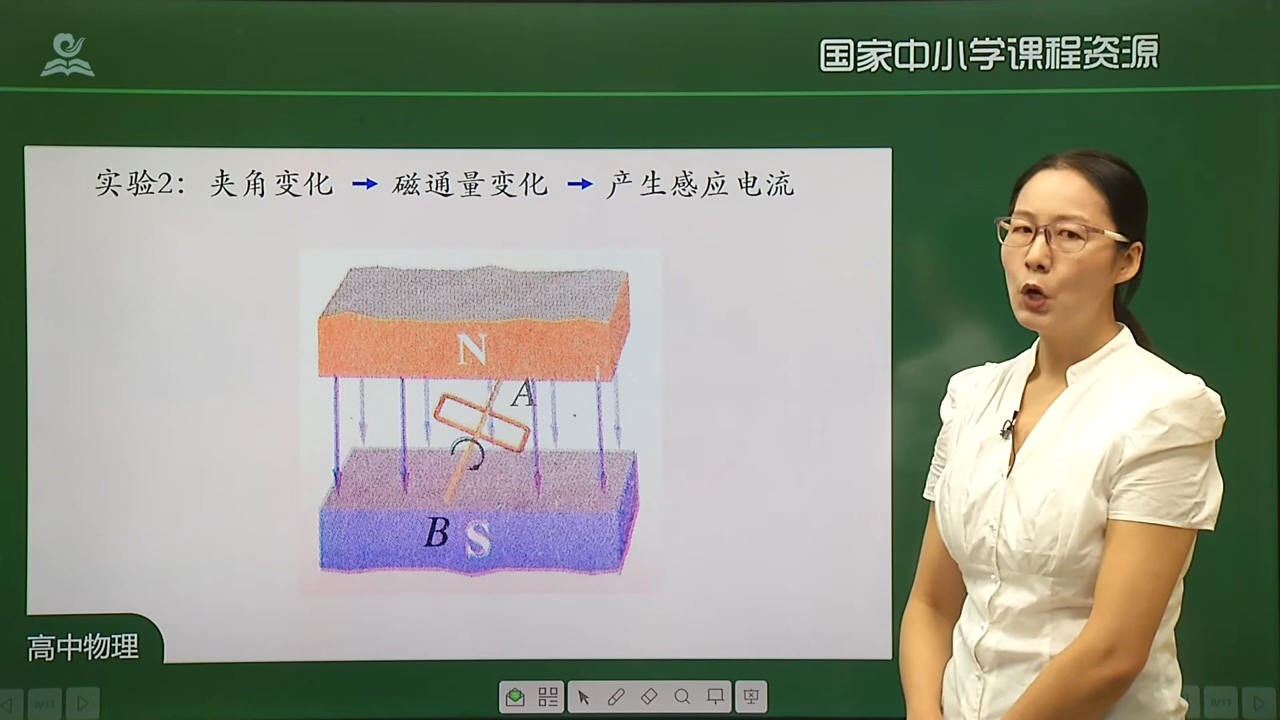 国家中小学课程资源
实验2：夹角变化 → 磁通量变化 → 产生感应电流
N
A
B S
高中物理